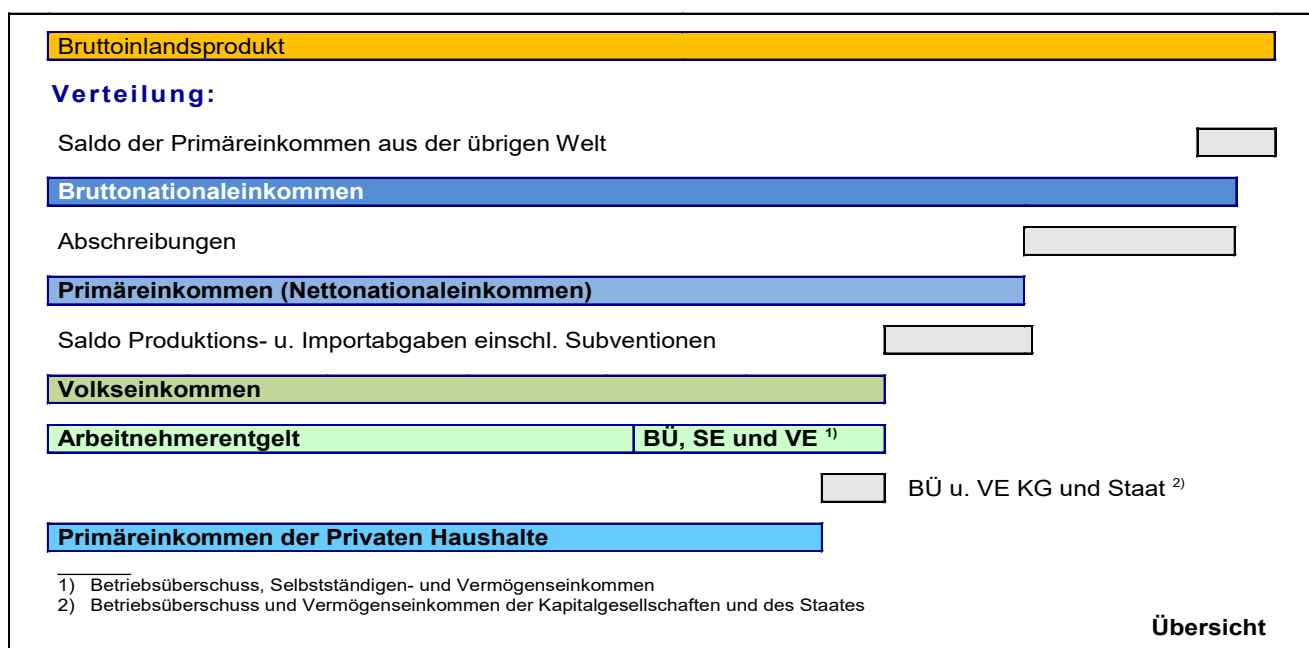 Bruttoinlandsprodukt
Verteilung:
Saldo der Primäreinkommen aus der übrigen Welt
Bruttonationaleinkommen
Abschreibungen
Primäreinkommen (Nettonationaleinkommen)
Saldo Produktions- u. Importabgaben einschl. Subventionen
Volkseinkommen
Arbeitnehmerentgelt BÜ, SE und VE 1)
BÜ u. VE KG und Staat 2)
Primäreinkommen der Privaten Haushalte
1) Betriebsüberschuss, Selbstständigen- und Vermögenseinkommen
2) Betriebsüberschuss und Vermögenseinkommen der Kapitalgesellschaften und des Staates
Übersicht